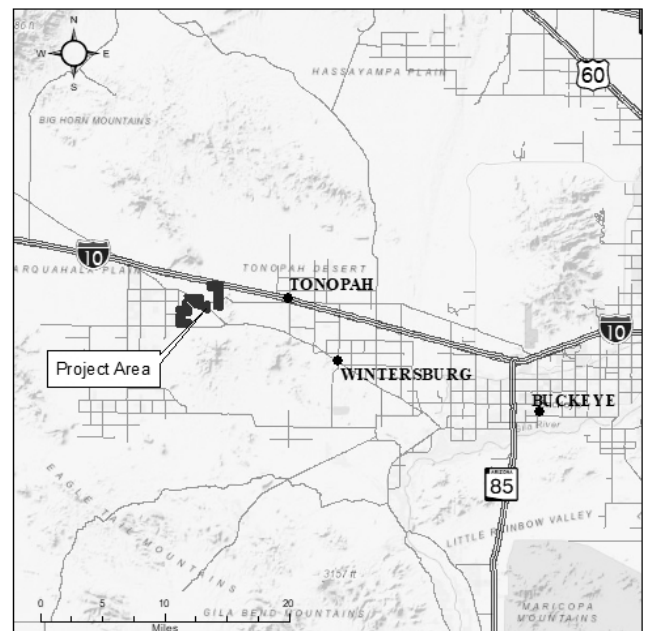 N
W E
S
60
HASSAYAMPA PLAIN
BIG HORN MOUNTAINS
10
ARQUAHALA PLAIN
TONOPAH DESERT
TONOPAH
10
Project Area
WINTERSBURG
BUCKEYE
River
ARIZONA
85
EAGLE TAIL MOUNTAINS
LITTLE RAINBOW VALLEY
3157 ft
GILA BEND MOUNTAINS
MARICOPA
MOUNTAINS
0 5 10 20
Miles